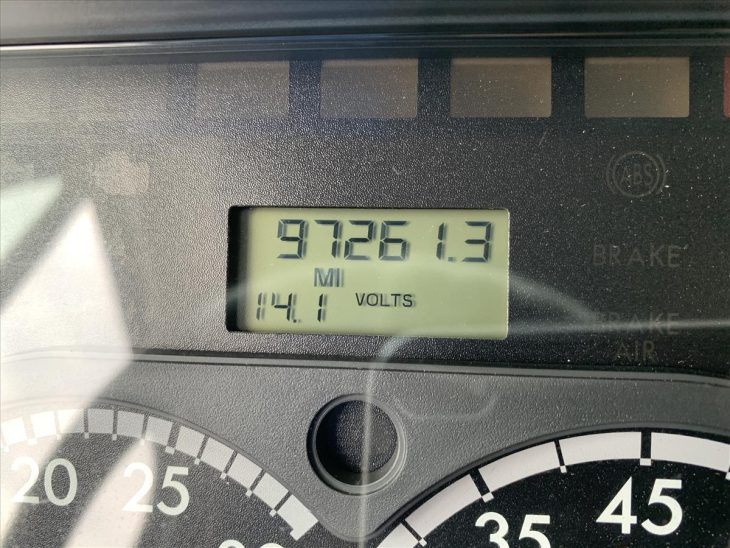 ABS
97261.3
BRAKE
MI
14.1 VOLTS
BRAKE
AIR
20
25
35
45